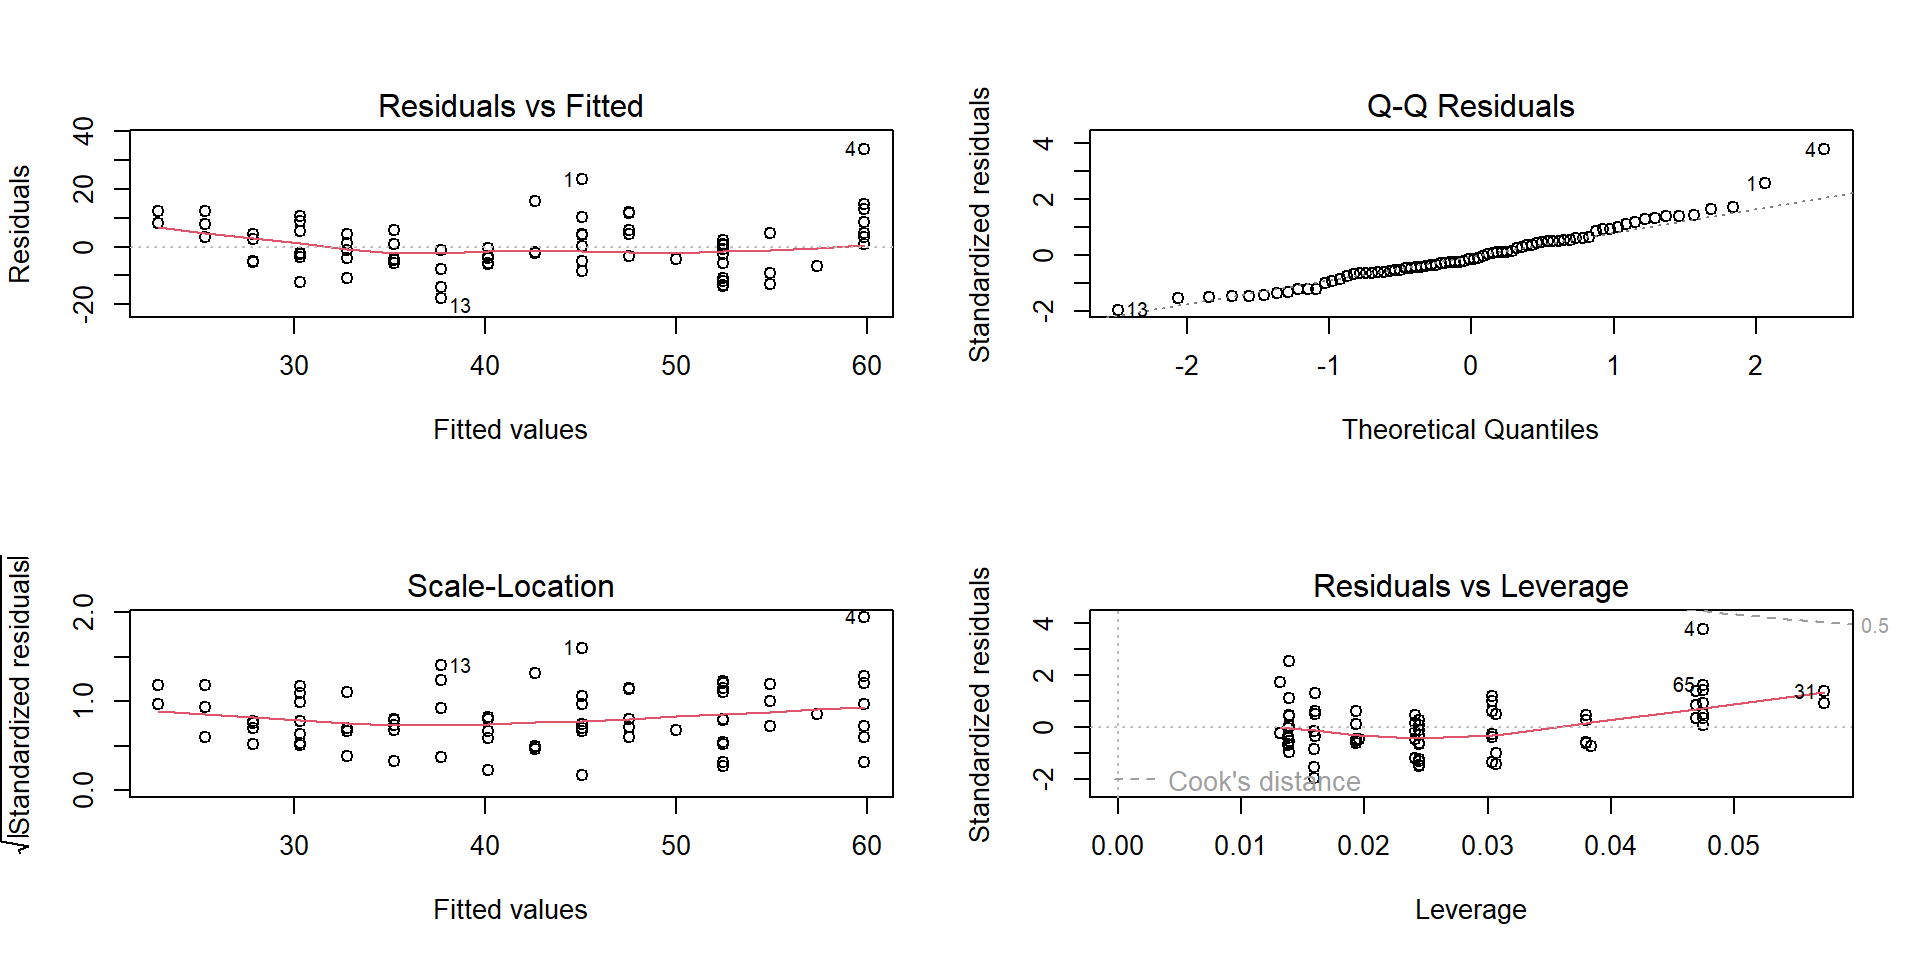 Residuals vs Fitted
Residuals
-20 0 20 40
4
1
13
30 40 50 60
Fitted values
Q-Q Residuals
Standardized residuals
-2 0 2 4
4
1
13
-2 -1 0 1 2
Theoretical Quantiles
Scale-Location
√|Standardized residuals|
0.0 1.0 2.0
4
1
13
30 40 50 60
Fitted values
Residuals vs Leverage
Standardized residuals
-2 0 2 4
4
0.5
65
31
Cook's distance
0.00 0.01 0.02 0.03 0.04 0.05
Leverage